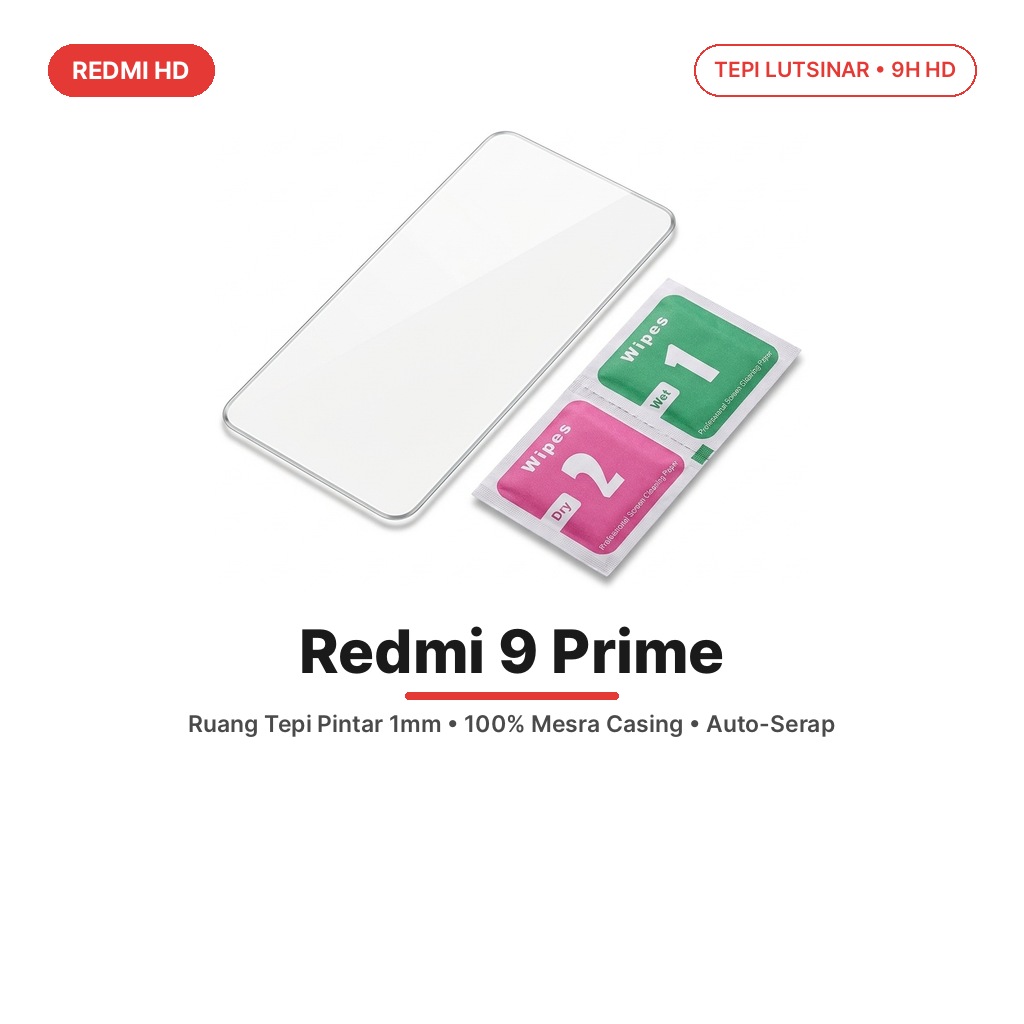 REDMI HD
TEPI LUTSINAR • 9H HD
Wipes
1
Wet
Professional Screen Cleaning Paper
Wipes
2
Dry
Professional Screen Cleaning Paper
Redmi 9 Prime
Ruang Tepi Pintar 1mm • 100% Mesra Casing • Auto-Serap